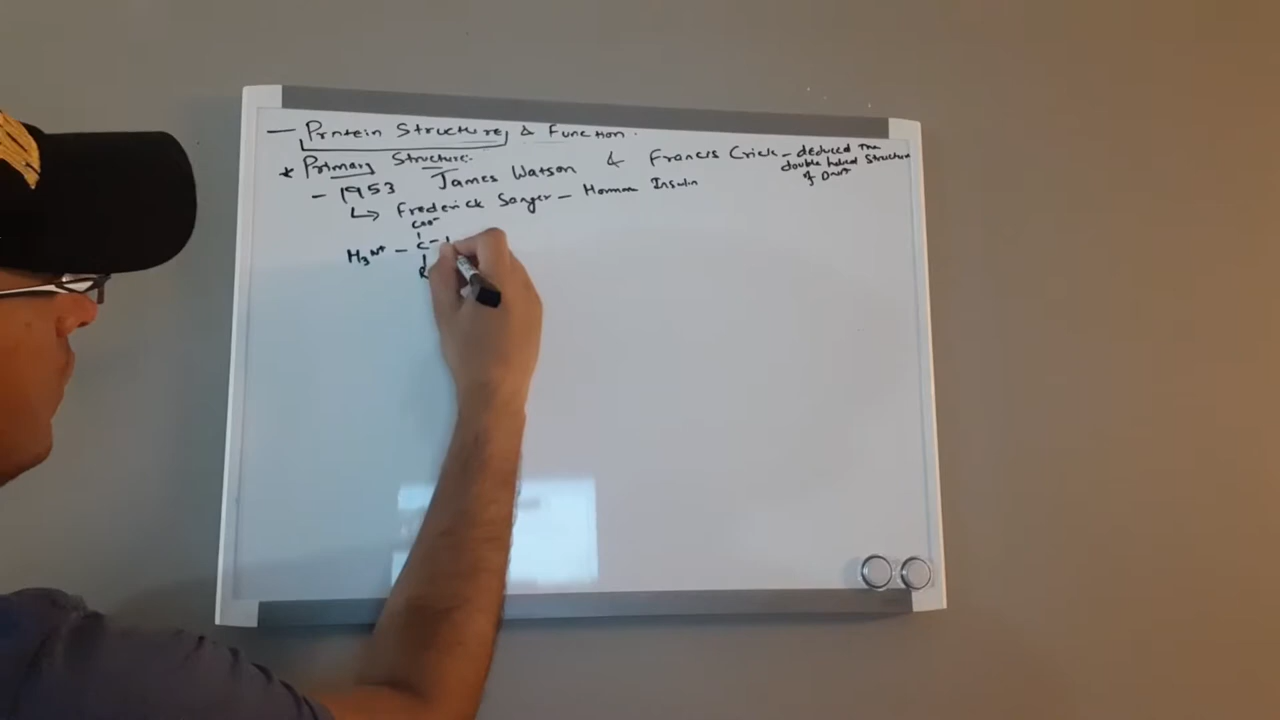 — Protein Structure, & Function.
* Primary Structure:
- 1953 James Watson & Francis Crick - deduced the
double helical Structure
of DNA
↳ Frederick Sanger — Hormone Insulin
COO-
H3N+ - C -
R